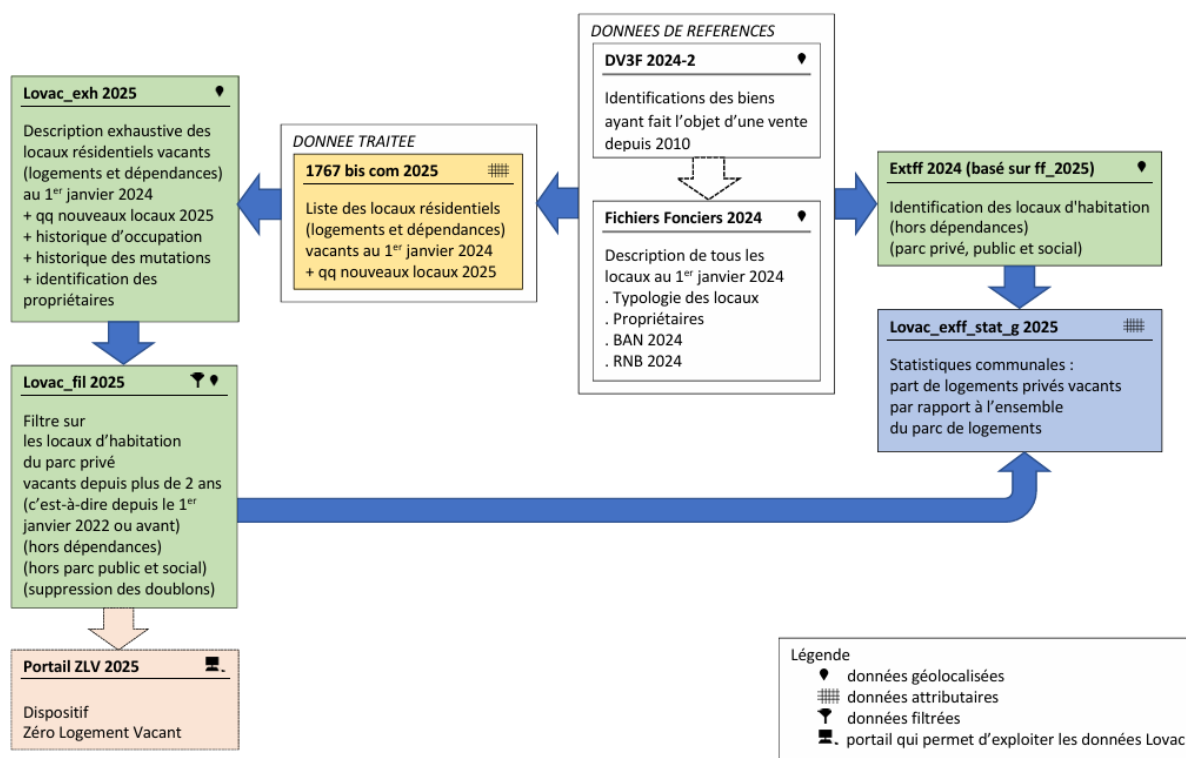 DONNEES DE REFERENCES
DV3F 2024-2
Identifications des biens
ayant fait l'objet d'une vente
depuis 2010
Fichiers Fonciers 2024
Description de tous les
locaux au 1er janvier 2024
. Typologie des locaux
. Propriétaires
. BAN 2024
. RNB 2024
DONNEE TRAITEE
1767 bis com 2025
Liste des locaux résidentiels
(logements et dépendances)
vacants au 1er janvier 2024
+ qq nouveaux locaux 2025
Lovac_exh 2025
Description exhaustive des
locaux résidentiels vacants
(logements et dépendances)
au 1er janvier 2024
+ qq nouveaux locaux 2025
+ historique d'occupation
+ historique des mutations
+ identification des
propriétaires
Lovac_fil 2025
Filtre sur
les locaux d'habitation
du parc privé
vacants depuis plus de 2 ans
(c'est-à-dire depuis le 1er
janvier 2022 ou avant)
(hors dépendances)
(hors parc public et social)
(suppression des doublons)
Portail ZLV 2025
Dispositif
Zéro Logement Vacant
Extff 2024 (basé sur ff_2025)
Identification des locaux d'habitation
(hors dépendances)
(parc privé, public et social)
Lovac_exff_stat_g 2025
Statistiques communales :
part de logements privés vacants
par rapport à l'ensemble
du parc de logements
Légende
données géolocalisées
données attributaires
données filtrées
portail qui permet d'exploiter les données Lovac